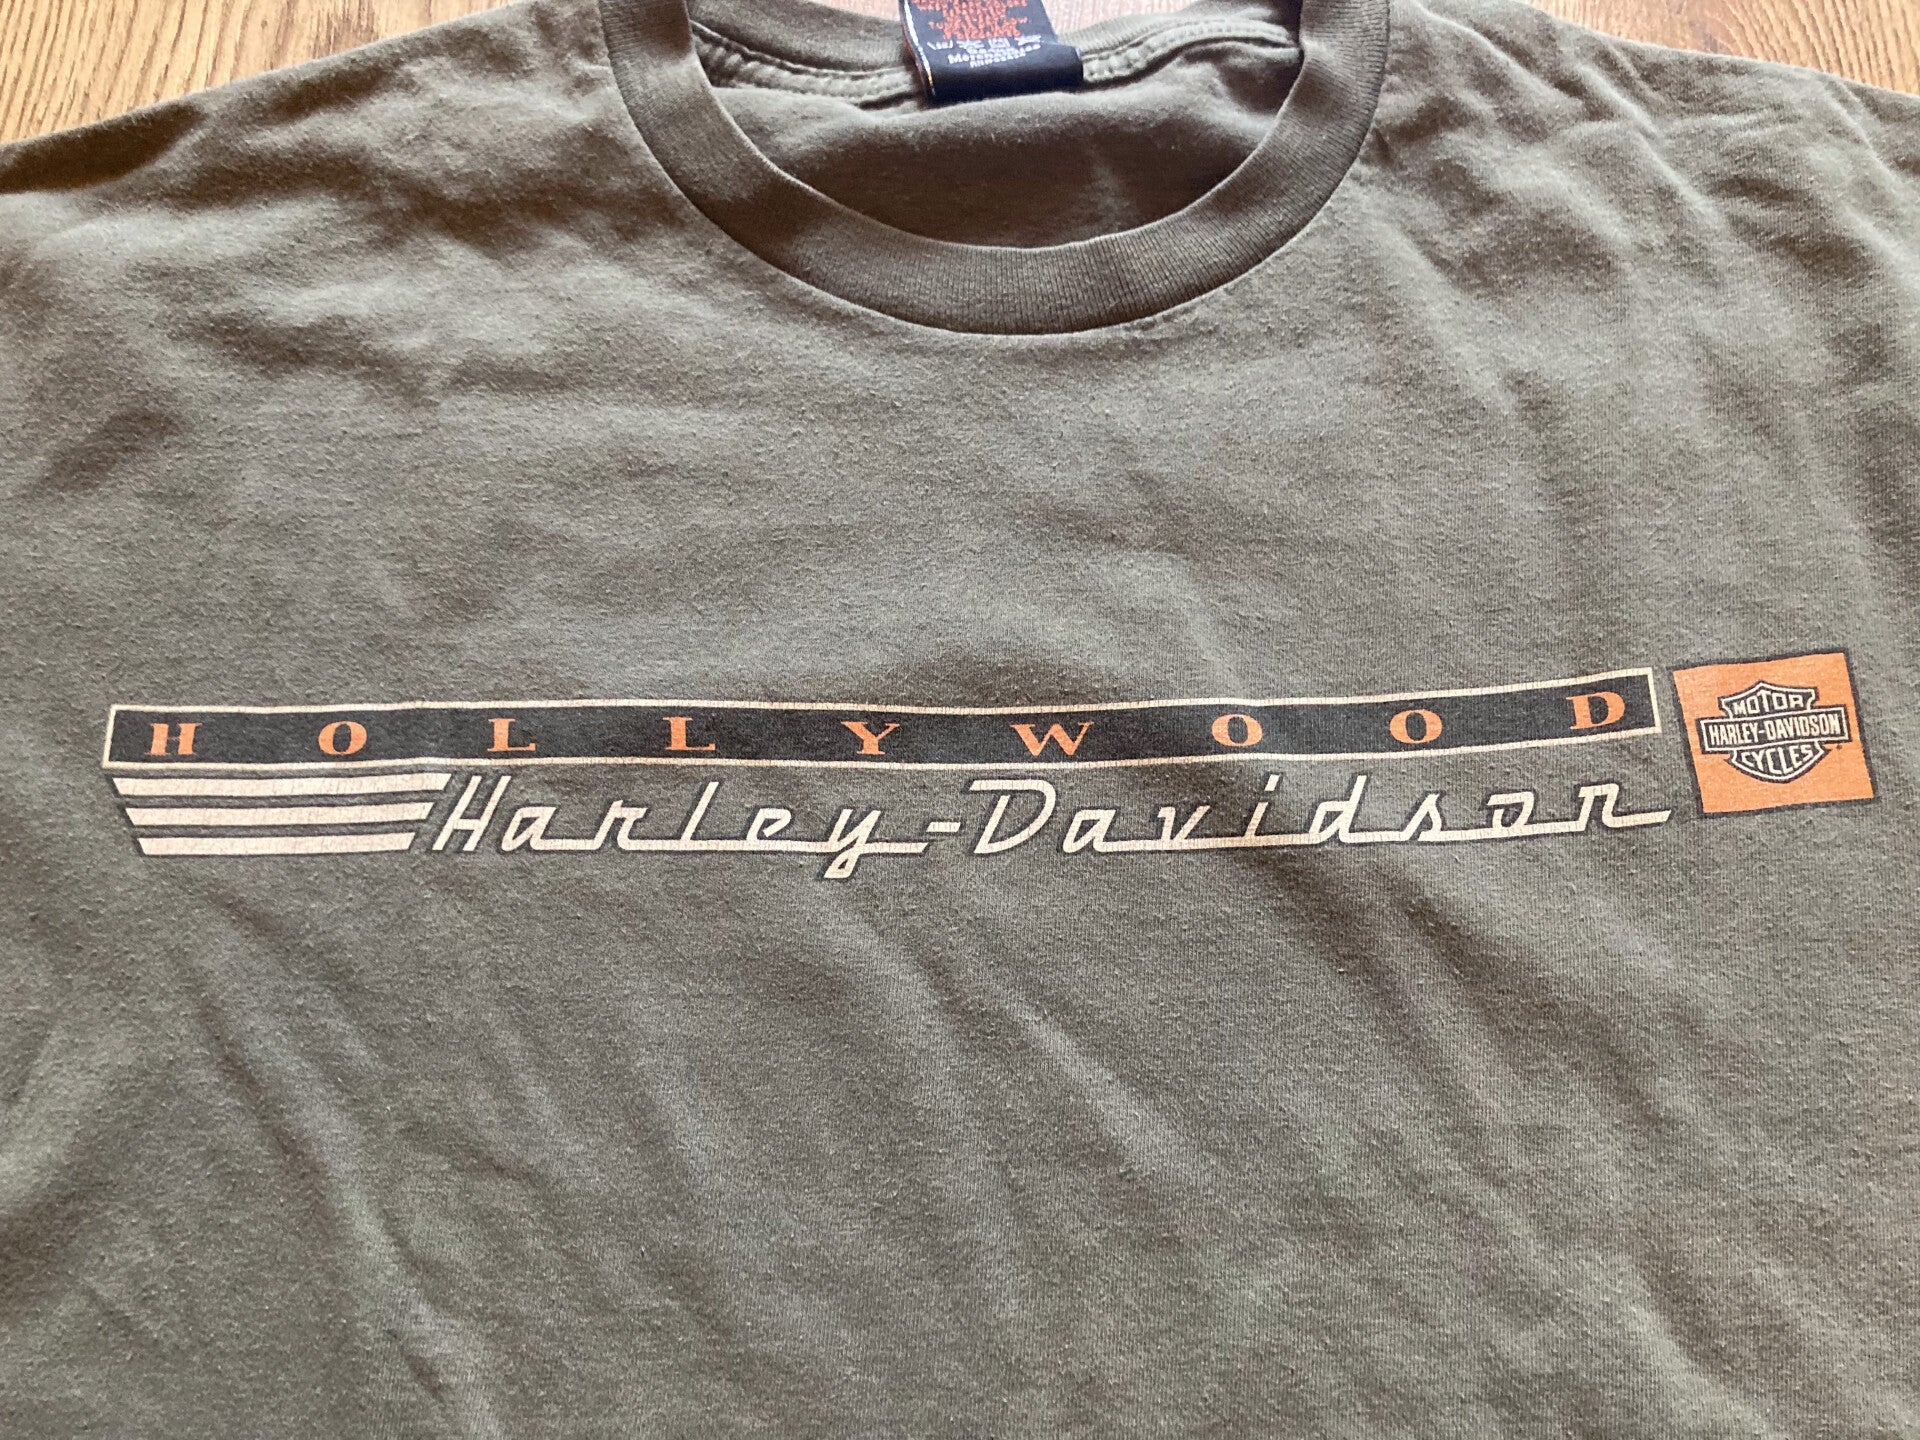 HOLLYWOOD
Harley-Davidson
MOTOR
HARLEY-DAVIDSON
CYCLES